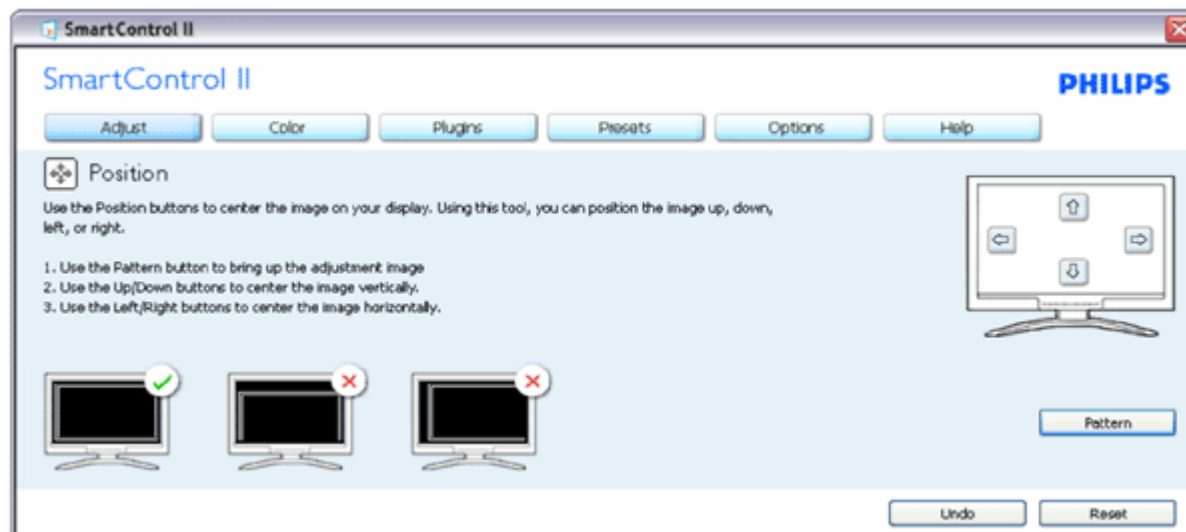 SmartControl II
SmartControl II
PHILIPS
Adjust Color Plugins Presets Options Help
Position
Use the Position buttons to center the image on your display. Using this tool, you can position the image up, down,
left, or right.
1. Use the Pattern button to bring up the adjustment image
2. Use the Up/Down buttons to center the image vertically.
3. Use the Left/Right buttons to center the image horizontally.
Pattern
Undo Reset